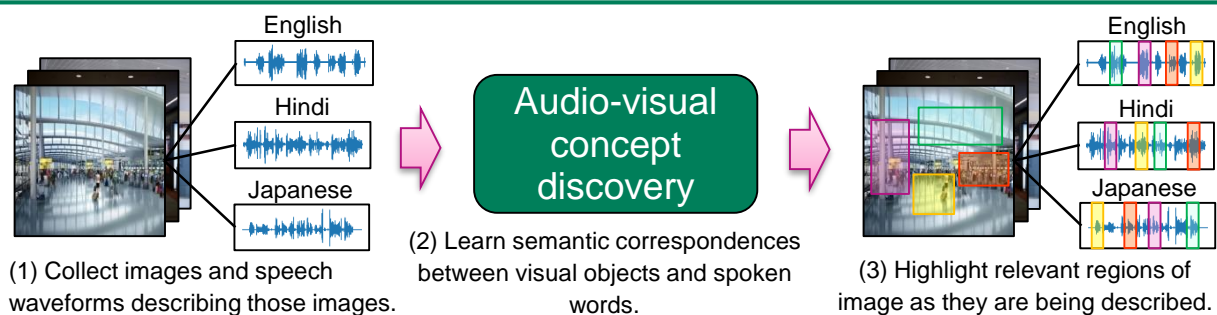 English
Hindi
Japanese
(1) Collect images and speech
waveforms describing those images.
Audio-visual
concept
discovery
(2) Learn semantic correspondences
between visual objects and spoken
words.
English
Hindi
Japanese
(3) Highlight relevant regions of
image as they are being described.